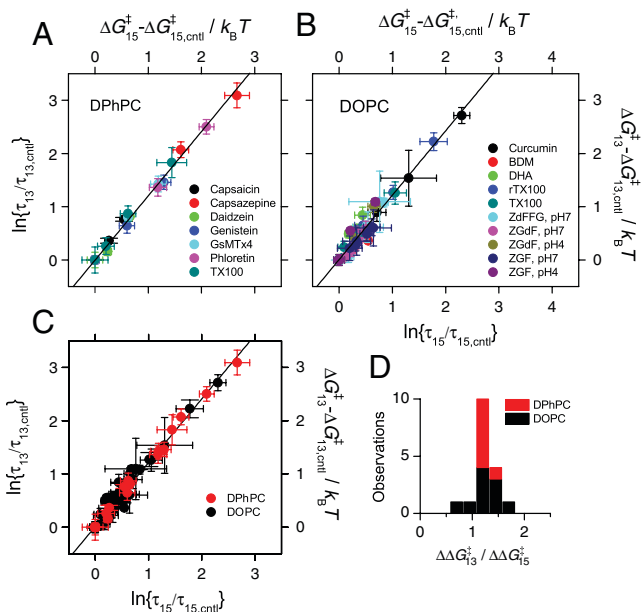 A
ΔG‡15-ΔG‡15,cntl / kBT
0 1 2 3
DPhPC
ln{τ13/τ13,cntl}
3
2
1
0
Capsaicin
Capsazepine
Daidzein
Genistein
GsMTx4
Phloretin
TX100
B
ΔG‡15-ΔG‡,15,cntl / kBT
0 1 2 3
DOPC
Curcumin
BDM
DHA
rTX100
TX100
ZdFFG, pH7
ZGdF, pH7
ZGdF, pH4
ZGF, pH7
ZGF, pH4
3
2
1
0
ΔG‡13-ΔG‡13,cntl / kBT
0 1 2 3
ln{τ15/τ15,cntl}
C
ln{τ13/τ13,cntl}
3
2
1
0
DPhPC
DOPC
3
2
1
0
ΔG‡13-ΔG‡13,cntl / kBT
0 1 2 3
ln{τ15/τ15,cntl}
D
Observations
10
5
0
DPhPC
DOPC
0 1 2
ΔΔG‡13 / ΔΔG‡15